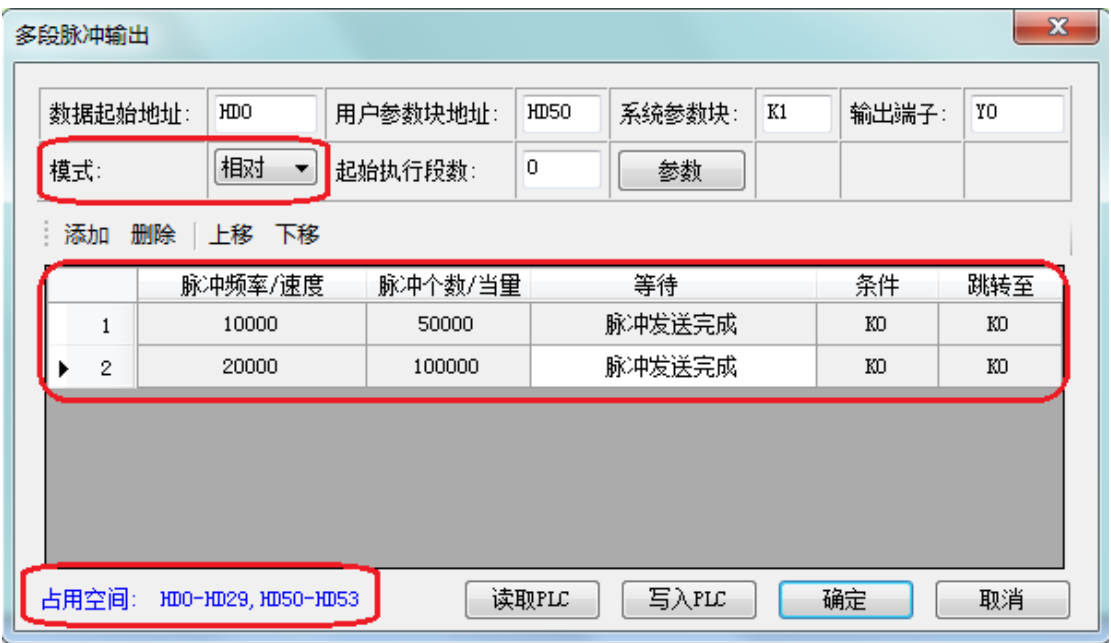 多段脉冲输出
数据起始地址: HD0 用户参数块地址: HD50 系统参数块: K1 输出端子: Y0
模式: 相对 起始执行段数: 0 参数
添加 删除 上移 下移
脉冲频率/速度 脉冲个数/当量 等待 条件 跳转至
1 10000 50000 脉冲发送完成 K0 K0
2 20000 100000 脉冲发送完成 K0 K0
占用空间: HD0-HD29, HD50-HD53 读取PLC 写入PLC 确定 取消